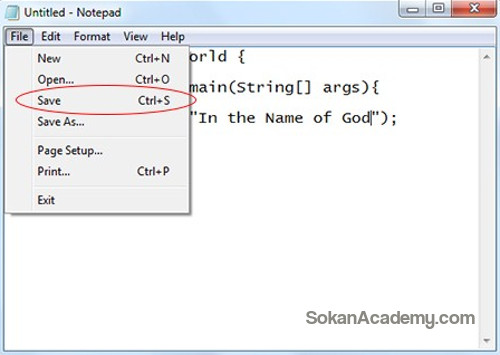 Untitled - Notepad
File Edit Format View Help
New Ctrl+N
Open... Ctrl+O
Save Ctrl+S
Save As...
Page Setup...
Print... Ctrl+P
Exit
orld {
main(String[] args){
"In the Name of God");
SokanAcademy.com